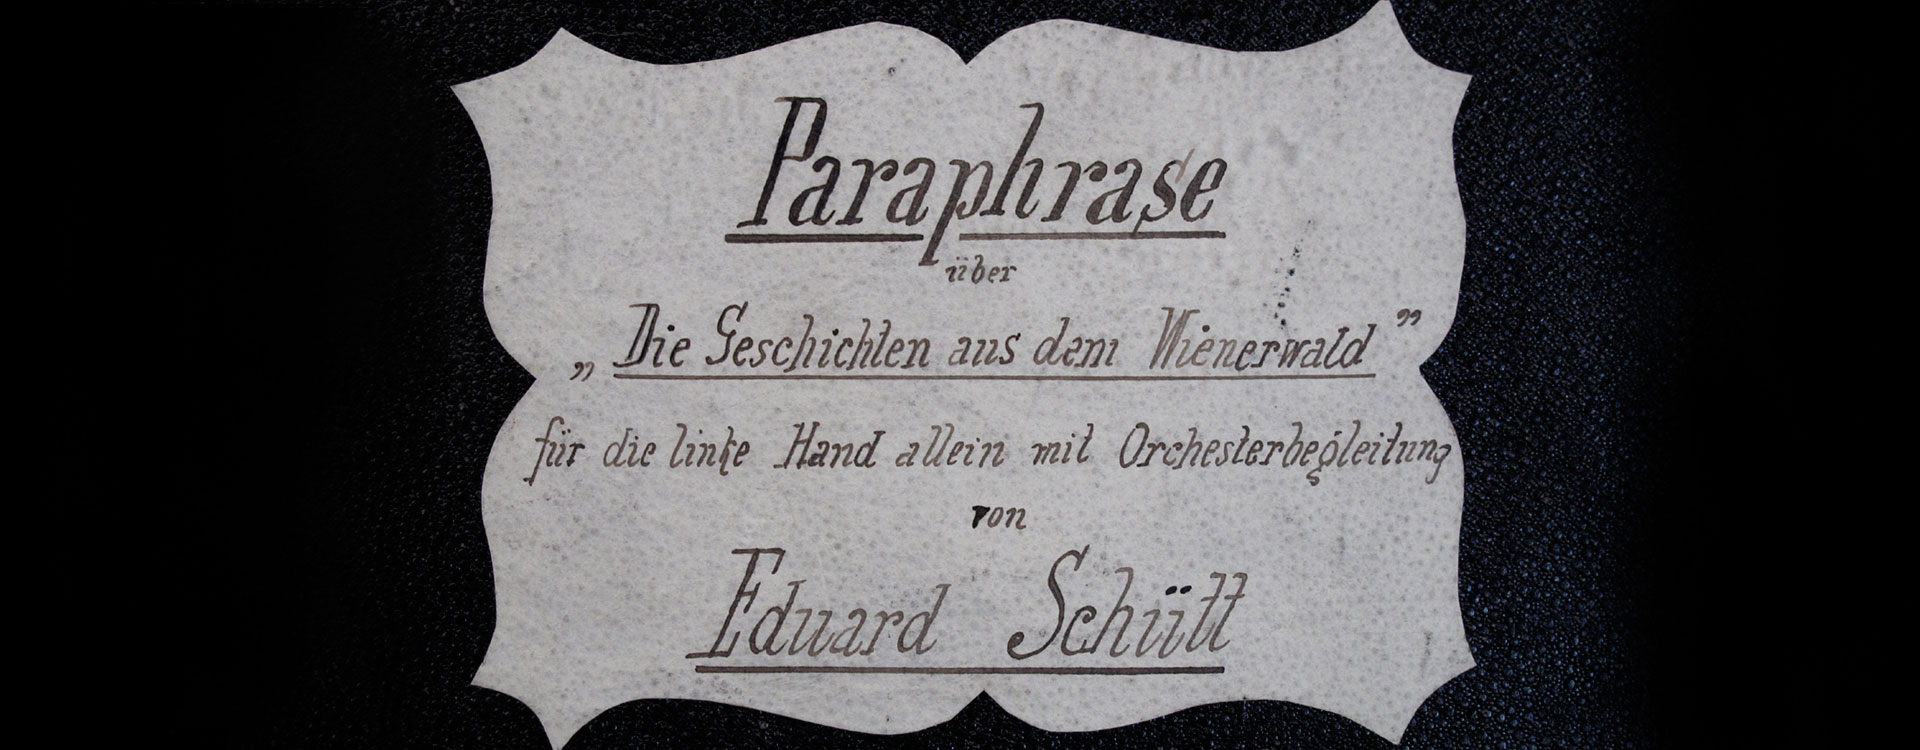 Paraphrase
über
„Die Geschichten aus dem Wienerwald”
für die linke Hand allein mit Orchesterbegleitung
von
Eduard Schütt